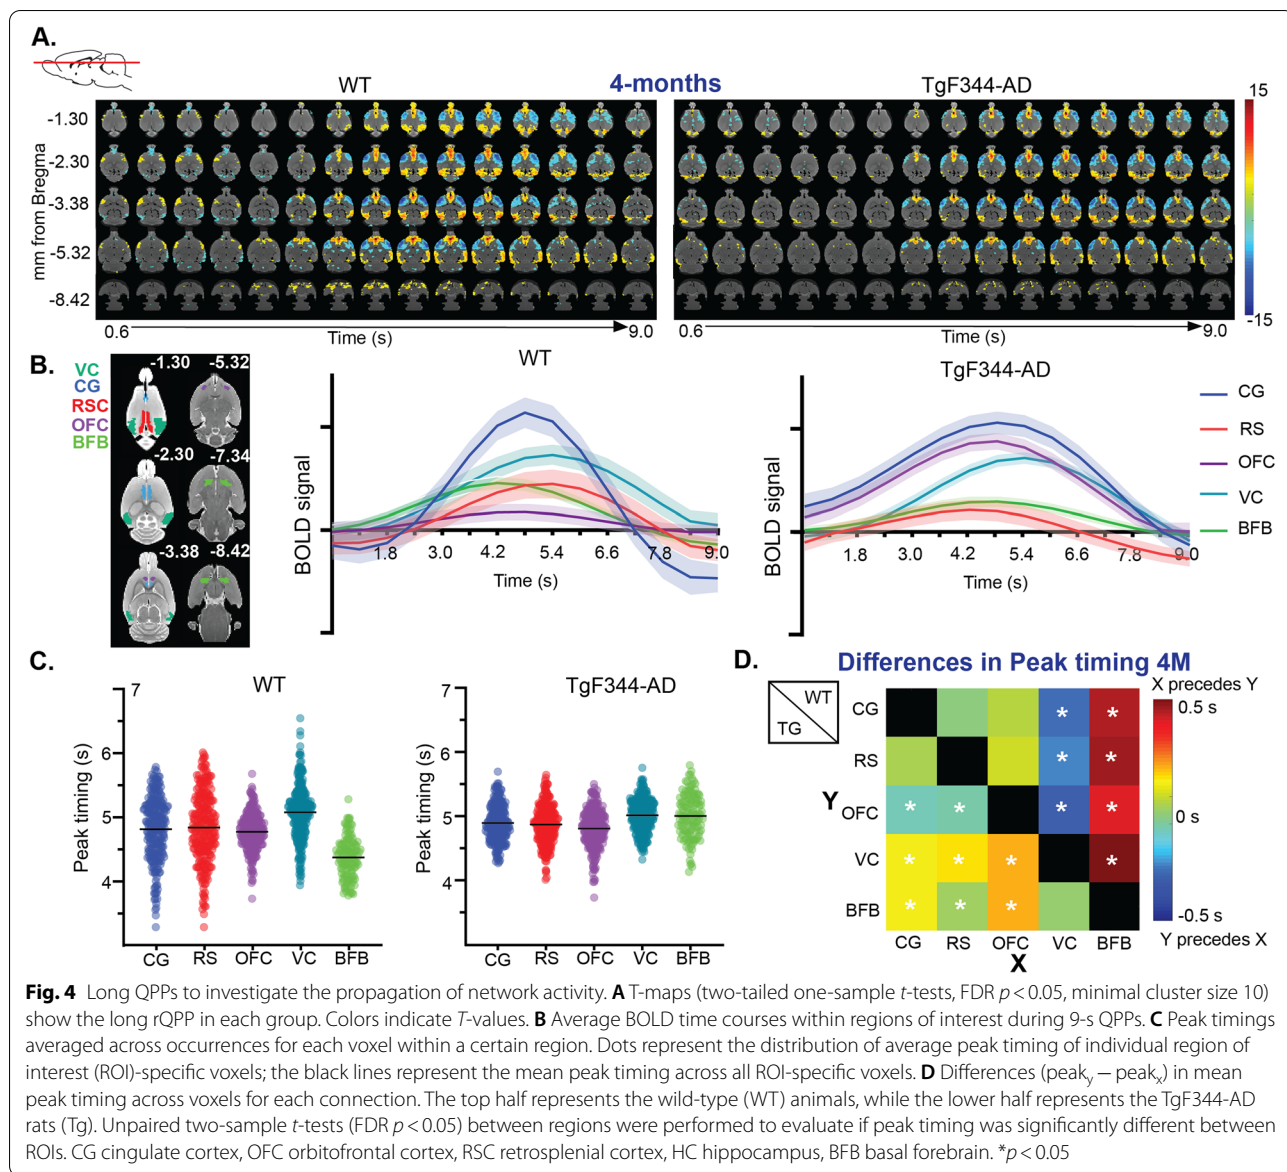 A.
WT
4-months
TgF344-AD
15
-1.30
-2.30
-3.38
-5.32
-8.42
mm from Bregma
-15
0.6
Time (s)
9.0
0.6
Time (s)
9.0
B.
VC
CG
RSC
OFC
BFB
-1.30
-5.32
-2.30
-7.34
-3.38
-8.42
WT
BOLD signal
1.8
3.0
4.2
5.4
6.6
7.8
9.0
Time (s)
TgF344-AD
BOLD signal
1.8
3.0
4.2
5.4
6.6
7.8
9.0
Time (s)
CG
RS
OFC
VC
BFB
C.
WT
Peak timing (s)
7
6
5
4
CG
RS
OFC
VC
BFB
TgF344-AD
Peak timing (s)
7
6
5
4
CG
RS
OFC
VC
BFB
D.
Differences in Peak timing 4M
WT
TG
X precedes Y
0.5 s
0 s
-0.5 s
Y precedes X
Y
CG
RS
OFC
VC
BFB
* *
* *
* * * *
* * * *
* * *
CG
RS
OFC
VC
BFB
X
Fig. 4 Long QPPs to investigate the propagation of network activity. A T-maps (two-tailed one-sample t-tests, FDR p < 0.05, minimal cluster size 10)
show the long rQPP in each group. Colors indicate T-values. B Average BOLD time courses within regions of interest during 9-s QPPs. C Peak timings
averaged across occurrences for each voxel within a certain region. Dots represent the distribution of average peak timing of individual region of
interest (ROI)-specific voxels; the black lines represent the mean peak timing across all ROI-specific voxels. D Differences (peaky − peakx) in mean
peak timing across voxels for each connection. The top half represents the wild-type (WT) animals, while the lower half represents the TgF344-AD
rats (Tg). Unpaired two-sample t-tests (FDR p < 0.05) between regions were performed to evaluate if peak timing was significantly different between
ROIs. CG cingulate cortex, OFC orbitofrontal cortex, RSC retrosplenial cortex, HC hippocampus, BFB basal forebrain. *p < 0.05